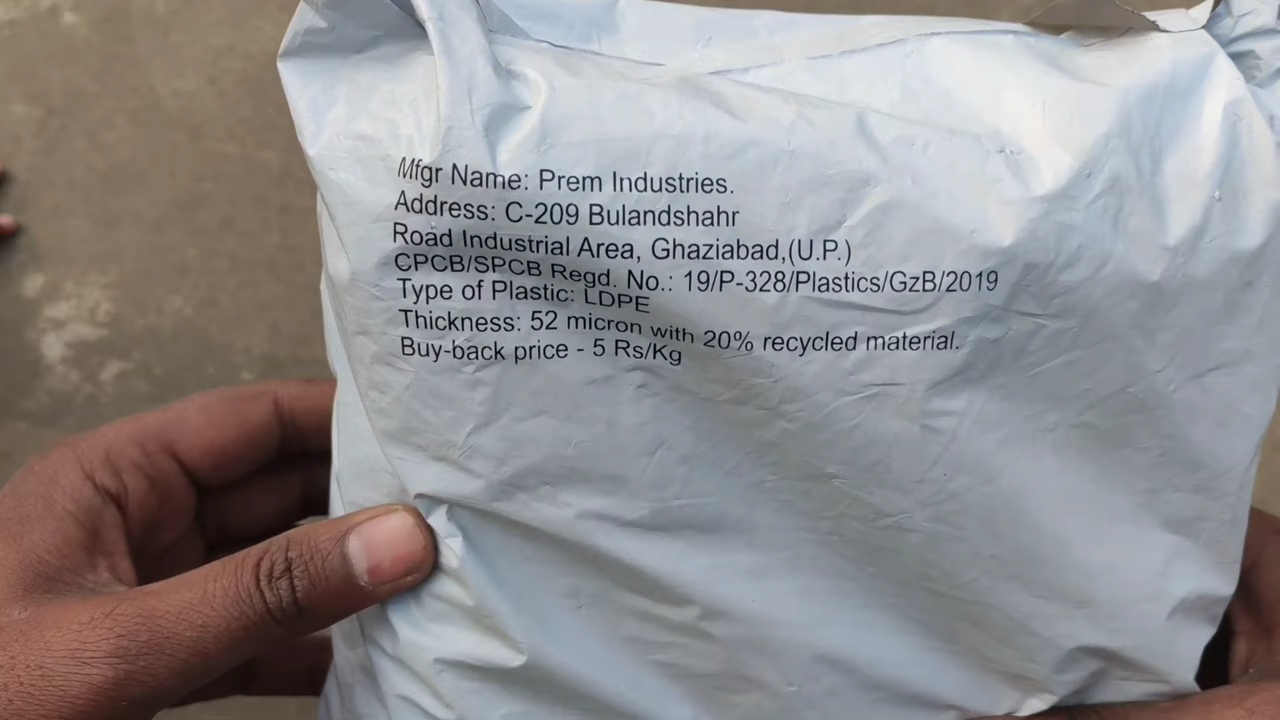 Mfgr Name: Prem Industries.
Address: C-209 Bulandshahr
Road Industrial Area, Ghaziabad,(U.P.)
CPCB/SPCB Regd. No.: 19/P-328/Plastics/GzB/2019
Type of Plastic: LDPE
Thickness: 52 micron with 20% recycled material.
Buy-back price - 5 Rs/Kg